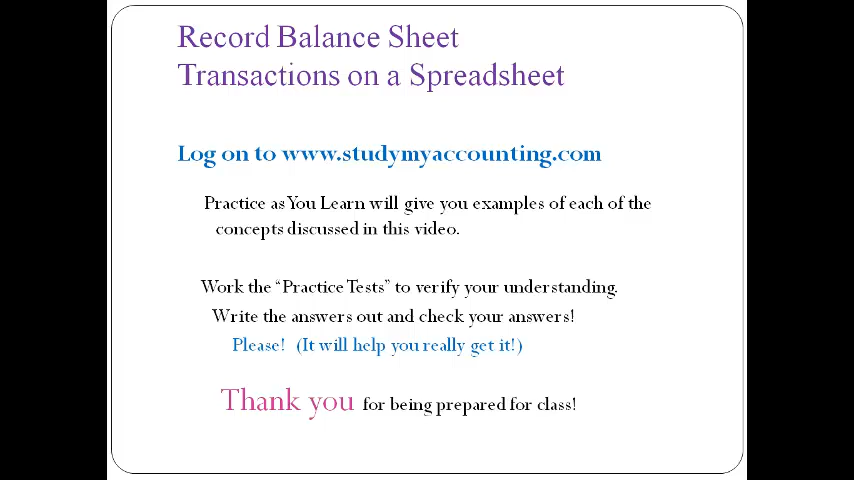 Record Balance Sheet
Transactions on a Spreadsheet
Log on to www.studymyaccounting.com
Practice as You Learn will give you examples of each of the
concepts discussed in this video.
Work the “Practice Tests” to verify your understanding.
Write the answers out and check your answers!
Please! (It will help you really get it!)
Thank you for being prepared for class!